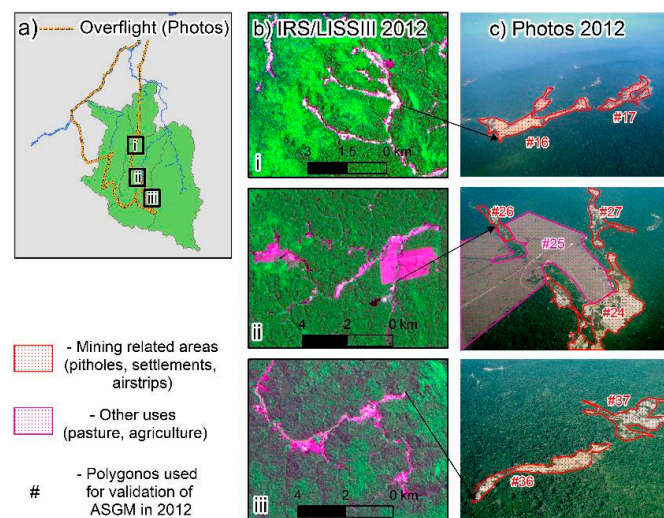 a)
Overflight (Photos)
i
ii
iii
b) IRS/LISSIII 2012
3 1.5 0 km
i
4 2 0 km
ii
4 2 0 km
iii
c) Photos 2012
#17
#16
#26
#27
#25
#24
#37
#36
- Mining related areas
(pitholes, settlements,
airstrips)
- Other uses
(pasture, agriculture)
# - Polygonos used
for validation of
ASGM in 2012